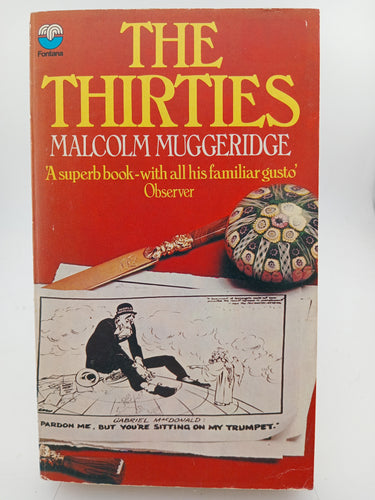 Fontana
THE
THIRTIES
MALCOLM MUGGERIDGE
'A superb book-with all his familiar gusto'
Observer
GABRIEL MACDONALD:
PARDON ME, BUT YOU'RE SITTING ON MY TRUMPET."